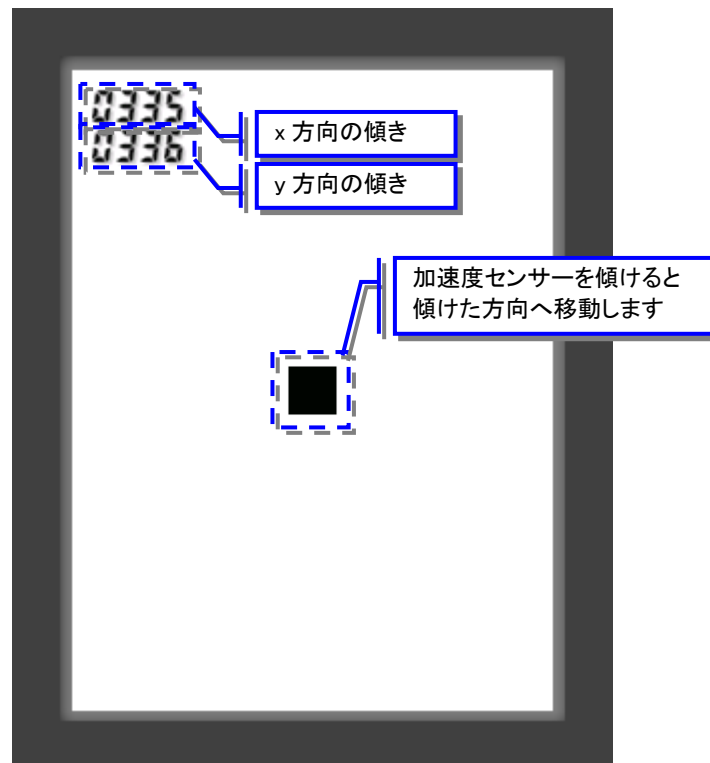 0335
x 方向の傾き
0336
y 方向の傾き
加速度センサーを傾けると
傾けた方向へ移動します